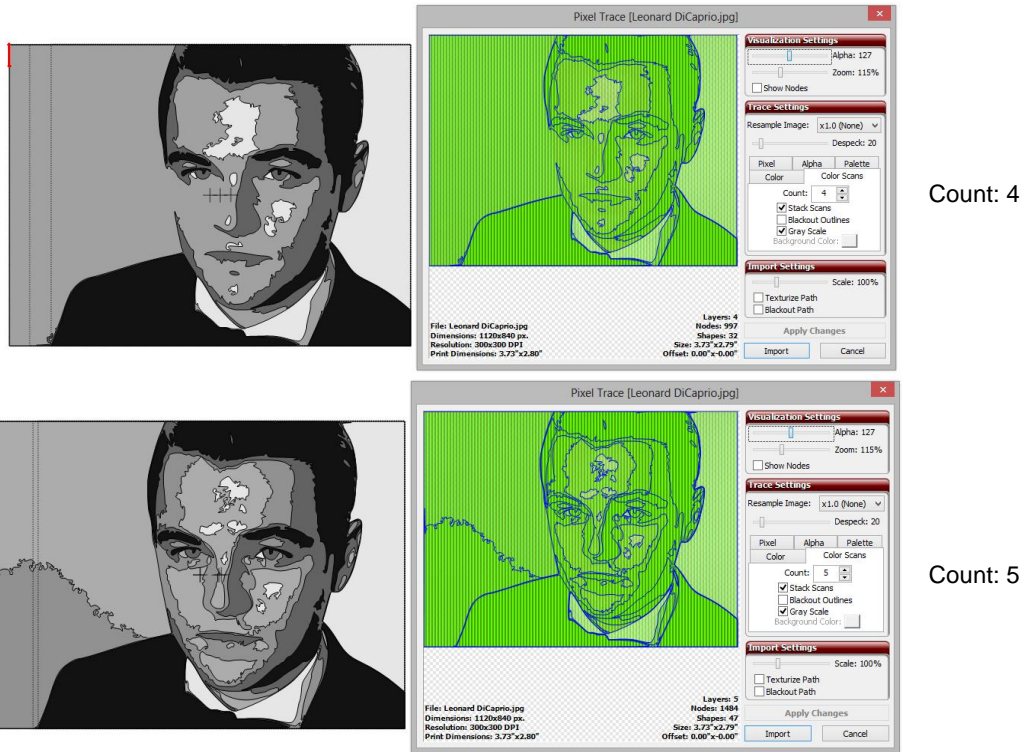 Pixel Trace [Leonard DiCaprio.jpg]
×
Visualization Settings
Alpha: 127
Zoom: 115%
Show Nodes
Trace Settings
Resample Image: x1.0 (None)
Despeck: 20
Pixel Alpha Palette
Color Color Scans
Count: 4
Stack Scans
Blackout Outlines
Gray Scale
Background Color:
Import Settings
Scale: 100%
Texturize Path
Blackout Path
Apply Changes
Import Cancel
File: Leonard DiCaprio.jpg
Dimensions: 1120x840 px.
Resolution: 300x300 DPI
Print Dimensions: 3.73"x2.80"
Layers: 4
Nodes: 997
Shapes: 32
Size: 3.73"x2.79"
Offset: 0.00"x-0.00"
Count: 4
Pixel Trace [Leonard DiCaprio.jpg]
×
Visualization Settings
Alpha: 127
Zoom: 115%
Show Nodes
Trace Settings
Resample Image: x1.0 (None)
Despeck: 20
Pixel Alpha Palette
Color Color Scans
Count: 5
Stack Scans
Blackout Outlines
Gray Scale
Background Color:
Import Settings
Scale: 100%
Texturize Path
Blackout Path
Apply Changes
Import Cancel
File: Leonard DiCaprio.jpg
Dimensions: 1120x840 px.
Resolution: 300x300 DPI
Print Dimensions: 3.73"x2.80"
Layers: 5
Nodes: 1484
Shapes: 47
Size: 3.73"x2.79"
Offset: 0.00"x-0.00"
Count: 5